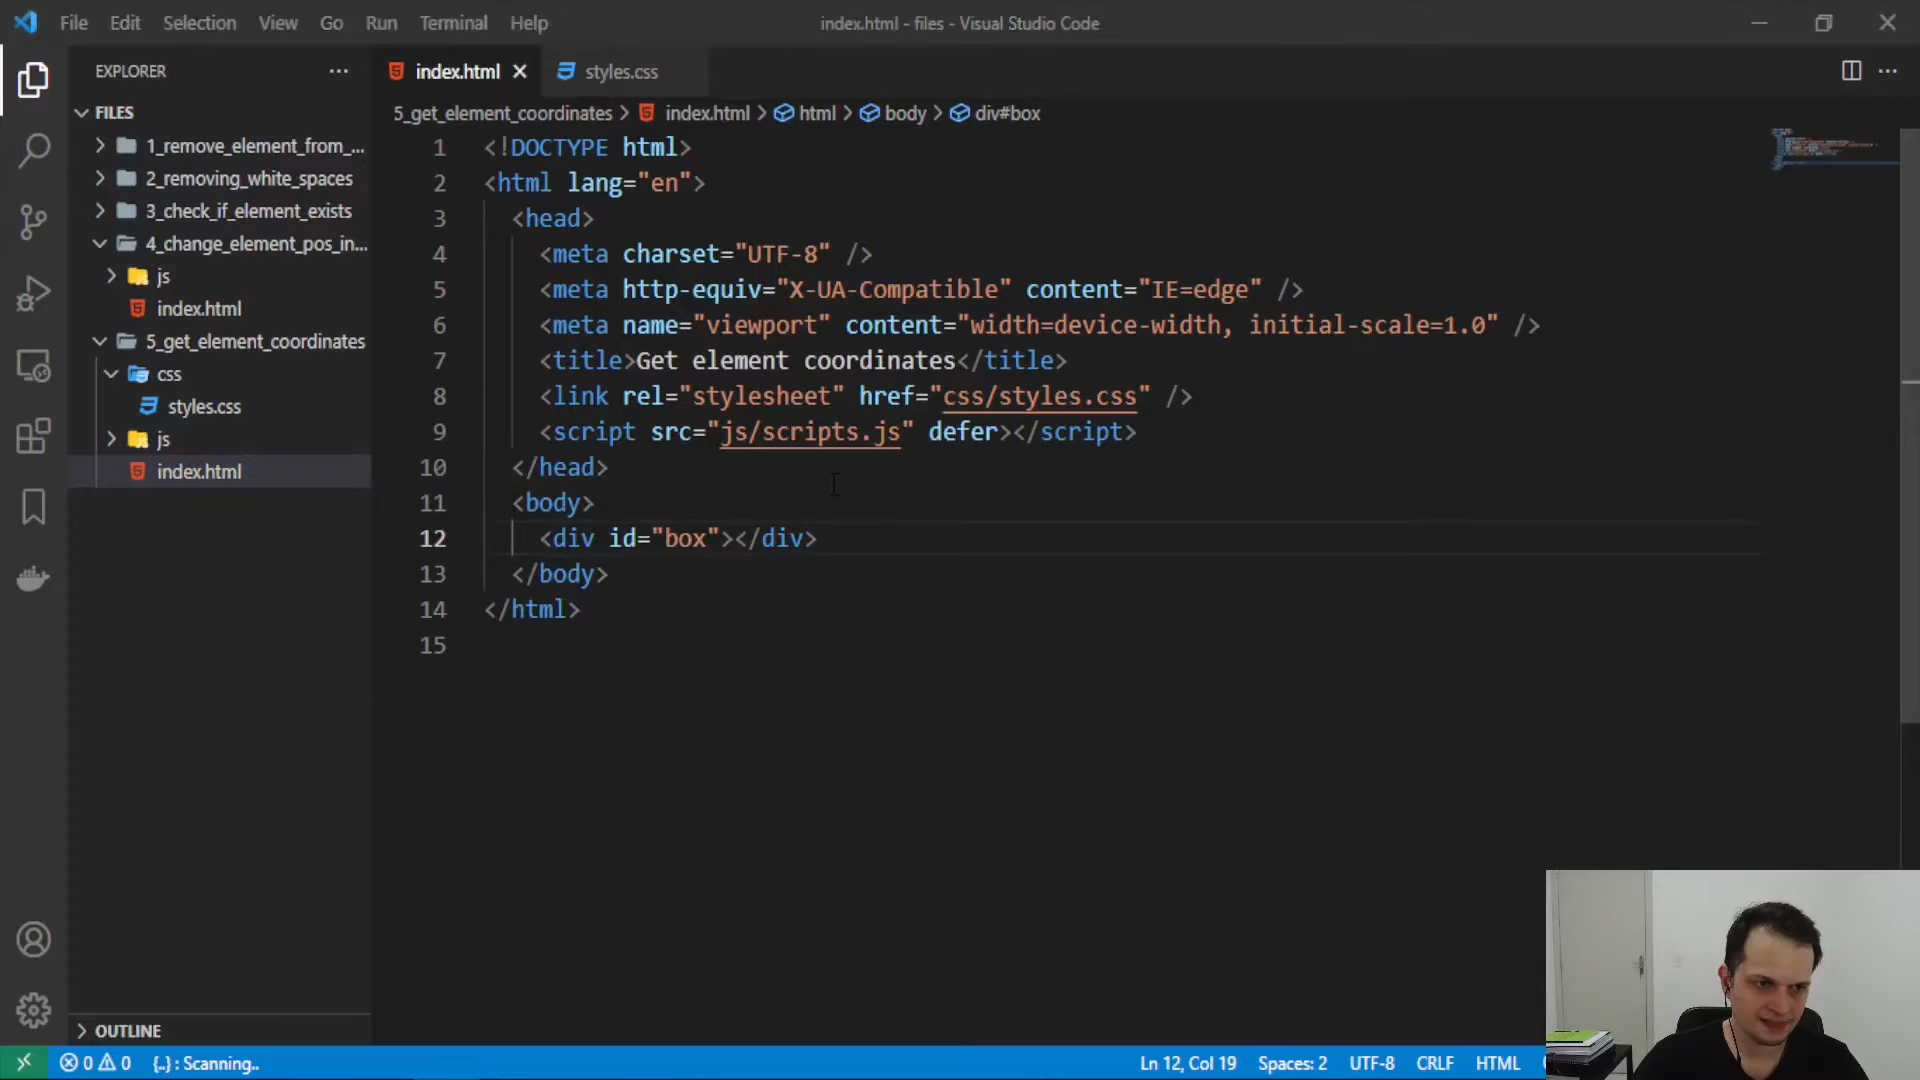 File Edit Selection View Go Run Terminal Help
index.html - files - Visual Studio Code
EXPLORER
FILES
1_remove_element_from_...
2_removing_white_spaces
3_check_if_element_exists
4_change_element_pos_in...
js
index.html
5_get_element_coordinates
css
styles.css
js
index.html
OUTLINE
index.html
styles.css
5_get_element_coordinates > index.html > html > body > div#box
1 <!DOCTYPE html>
2 <html lang="en">
3 <head>
4 <meta charset="UTF-8" />
5 <meta http-equiv="X-UA-Compatible" content="IE=edge" />
6 <meta name="viewport" content="width=device-width, initial-scale=1.0" />
7 <title>Get element coordinates</title>
8 <link rel="stylesheet" href="css/styles.css" />
9 <script src="js/scripts.js" defer></script>
10 </head>
11 <body>
12 <div id="box"></div>
13 </body>
14 </html>
15
0 0 {..} : Scanning.. Ln 12, Col 19 Spaces: 2 UTF-8 CRLF HTML